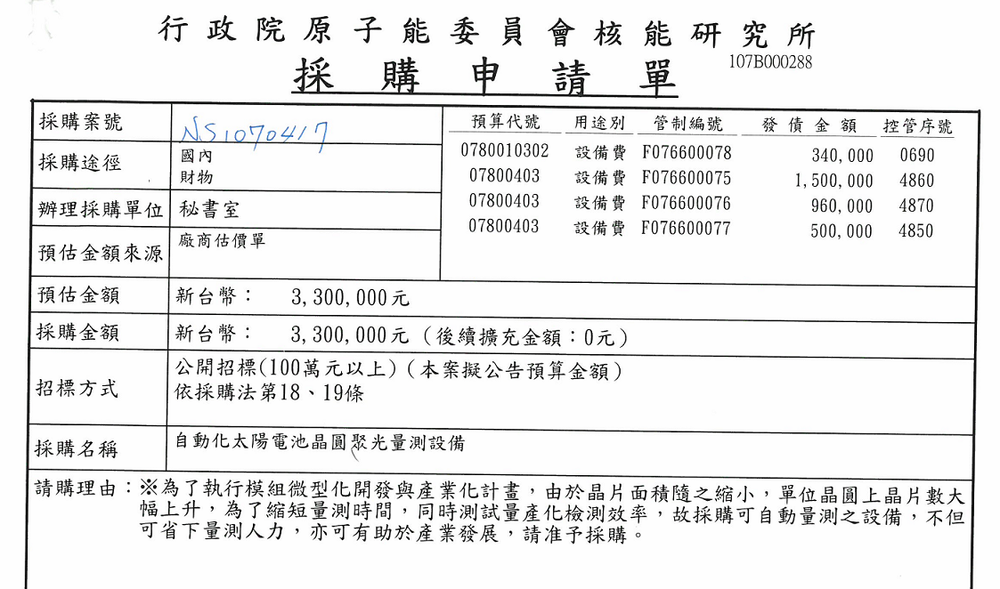 行政院原子能委員會核能研究所
107B000288
採購申請單
採購案號 NS1070417
採購途徑 國內
財物
辦理採購單位 秘書室
預估金額來源 廠商估價單
預算代號 用途別 管制編號 發債金額 控管序號
0780010302 設備費 F076600078 340,000 0690
07800403 設備費 F076600075 1,500,000 4860
07800403 設備費 F076600076 960,000 4870
07800403 設備費 F076600077 500,000 4850
預估金額 新台幣： 3,300,000元
採購金額 新台幣： 3,300,000元（後續擴充金額：0元）
招標方式 公開招標(100萬元以上)（本案擬公告預算金額）
依採購法第18、19條
採購名稱 自動化太陽電池晶圓聚光量測設備
請購理由：※為了執行模組微型化開發與產業化計畫，由於晶片面積隨之縮小，單位晶圓上晶片數大
幅上升，為了縮短量測時間，同時測試量產化檢測效率，故採購可自動量測之設備，不但
可省下量測人力，亦可有助於產業發展，請准予採購。